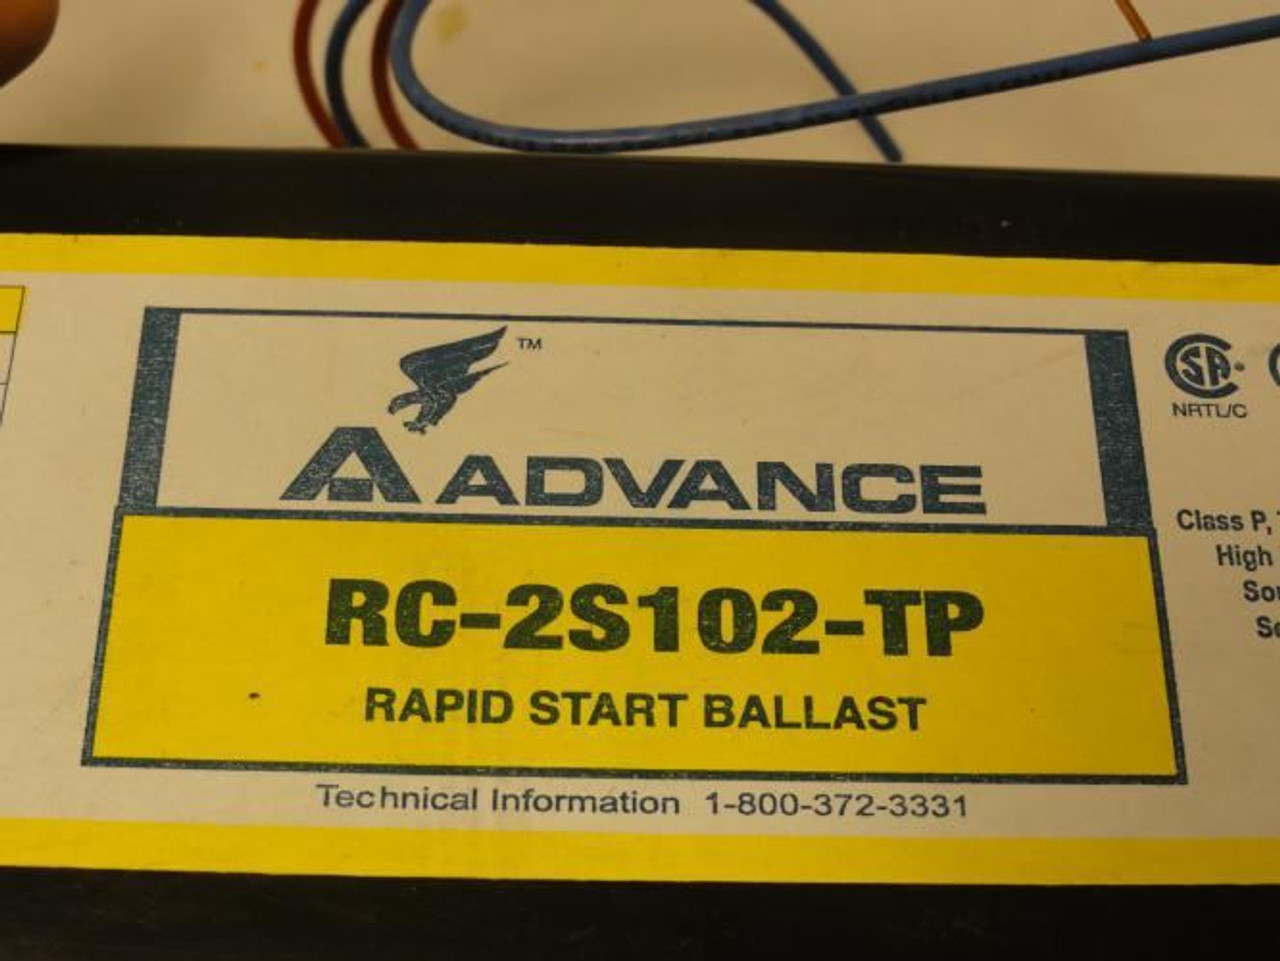 TM
ADVANCE
RC-2S102-TP
RAPID START BALLAST
Technical Information 1-800-372-3331
NRTL/C
Class P,
High